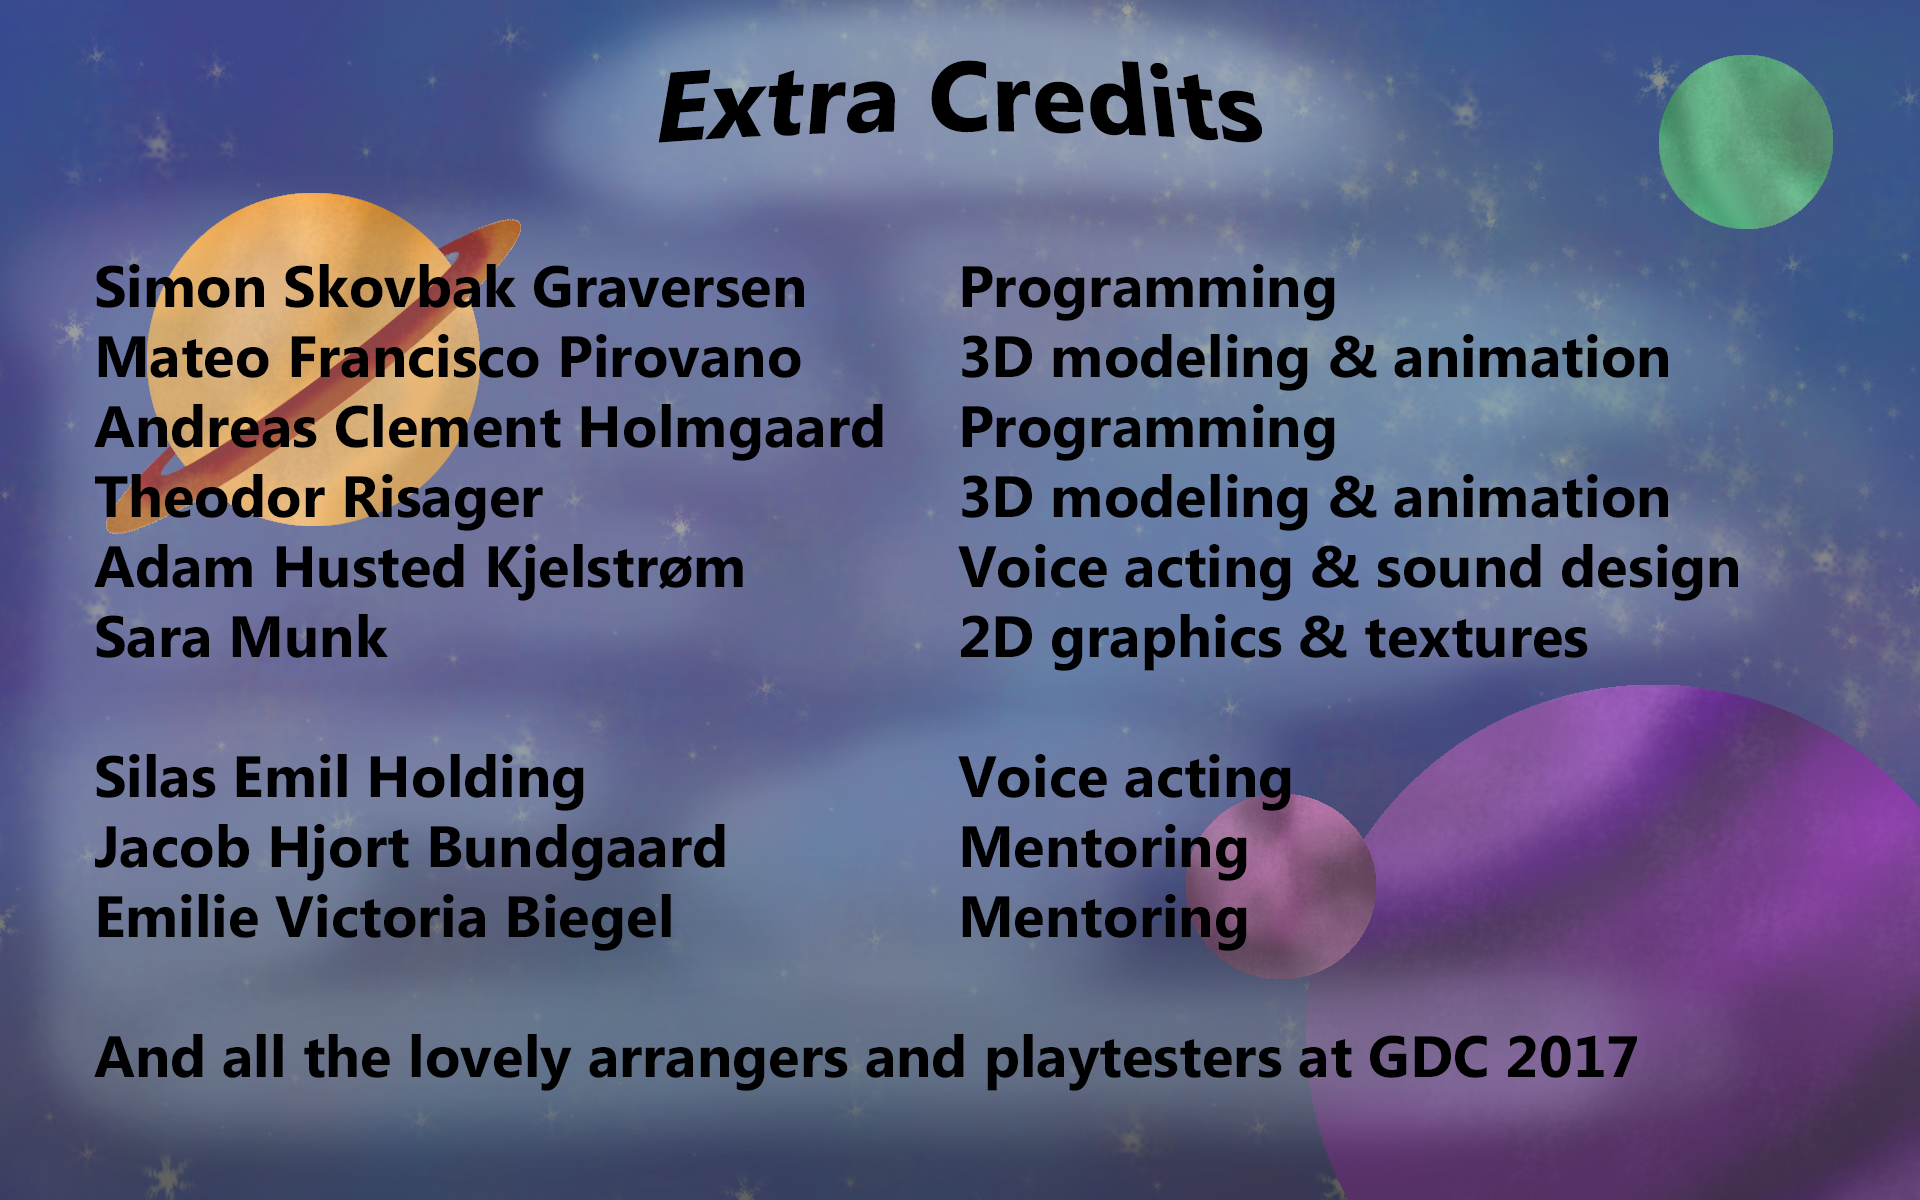 Extra Credits
Simon Skovbak Graversen Programming
Mateo Francisco Pirovano 3D modeling & animation
Andreas Clement Holmgaard Programming
Theodor Risager 3D modeling & animation
Adam Husted Kjelstrøm Voice acting & sound design
Sara Munk 2D graphics & textures
Silas Emil Holding Voice acting
Jacob Hjort Bundgaard Mentoring
Emilie Victoria Biegel Mentoring
And all the lovely arrangers and playtesters at GDC 2017